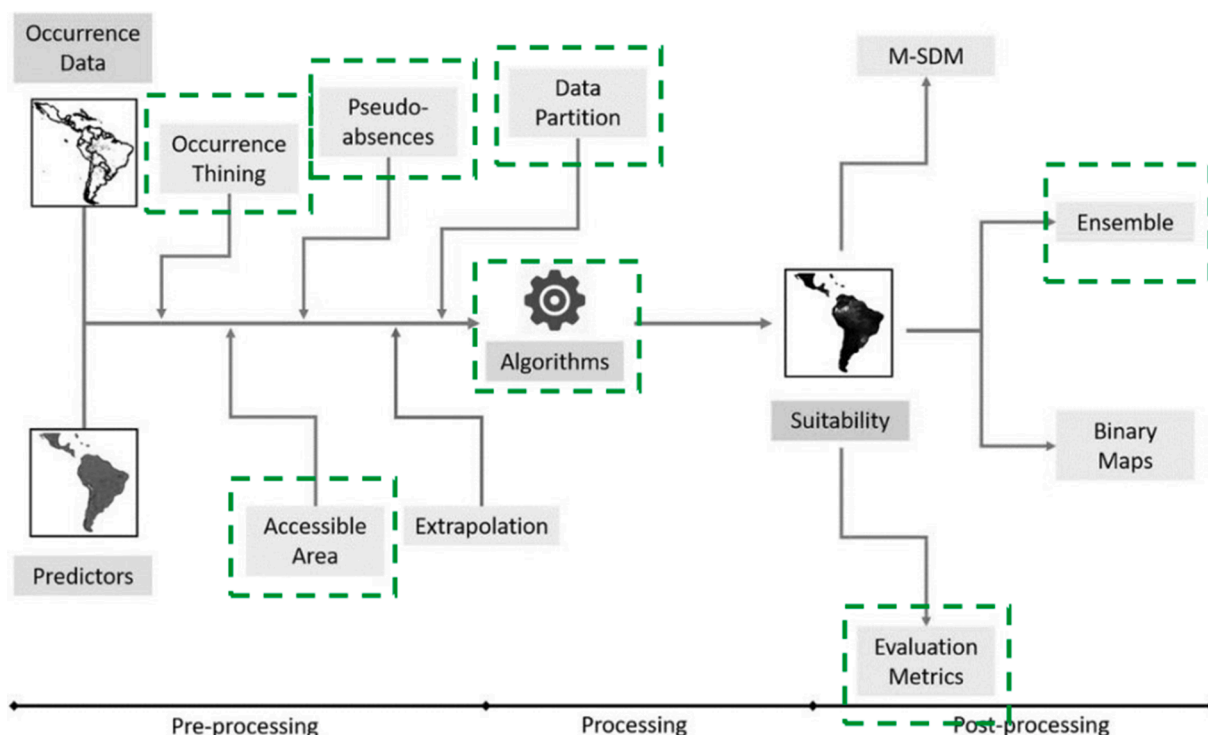 Occurrence
Data
Occurrence
Thining
Pseudo-
absences
Data
Partition
Algorithms
Accessible
Area
Extrapolation
Predictors
M-SDM
Ensemble
Suitability
Binary
Maps
Evaluation
Metrics
Pre-processing
Processing
Post-processing